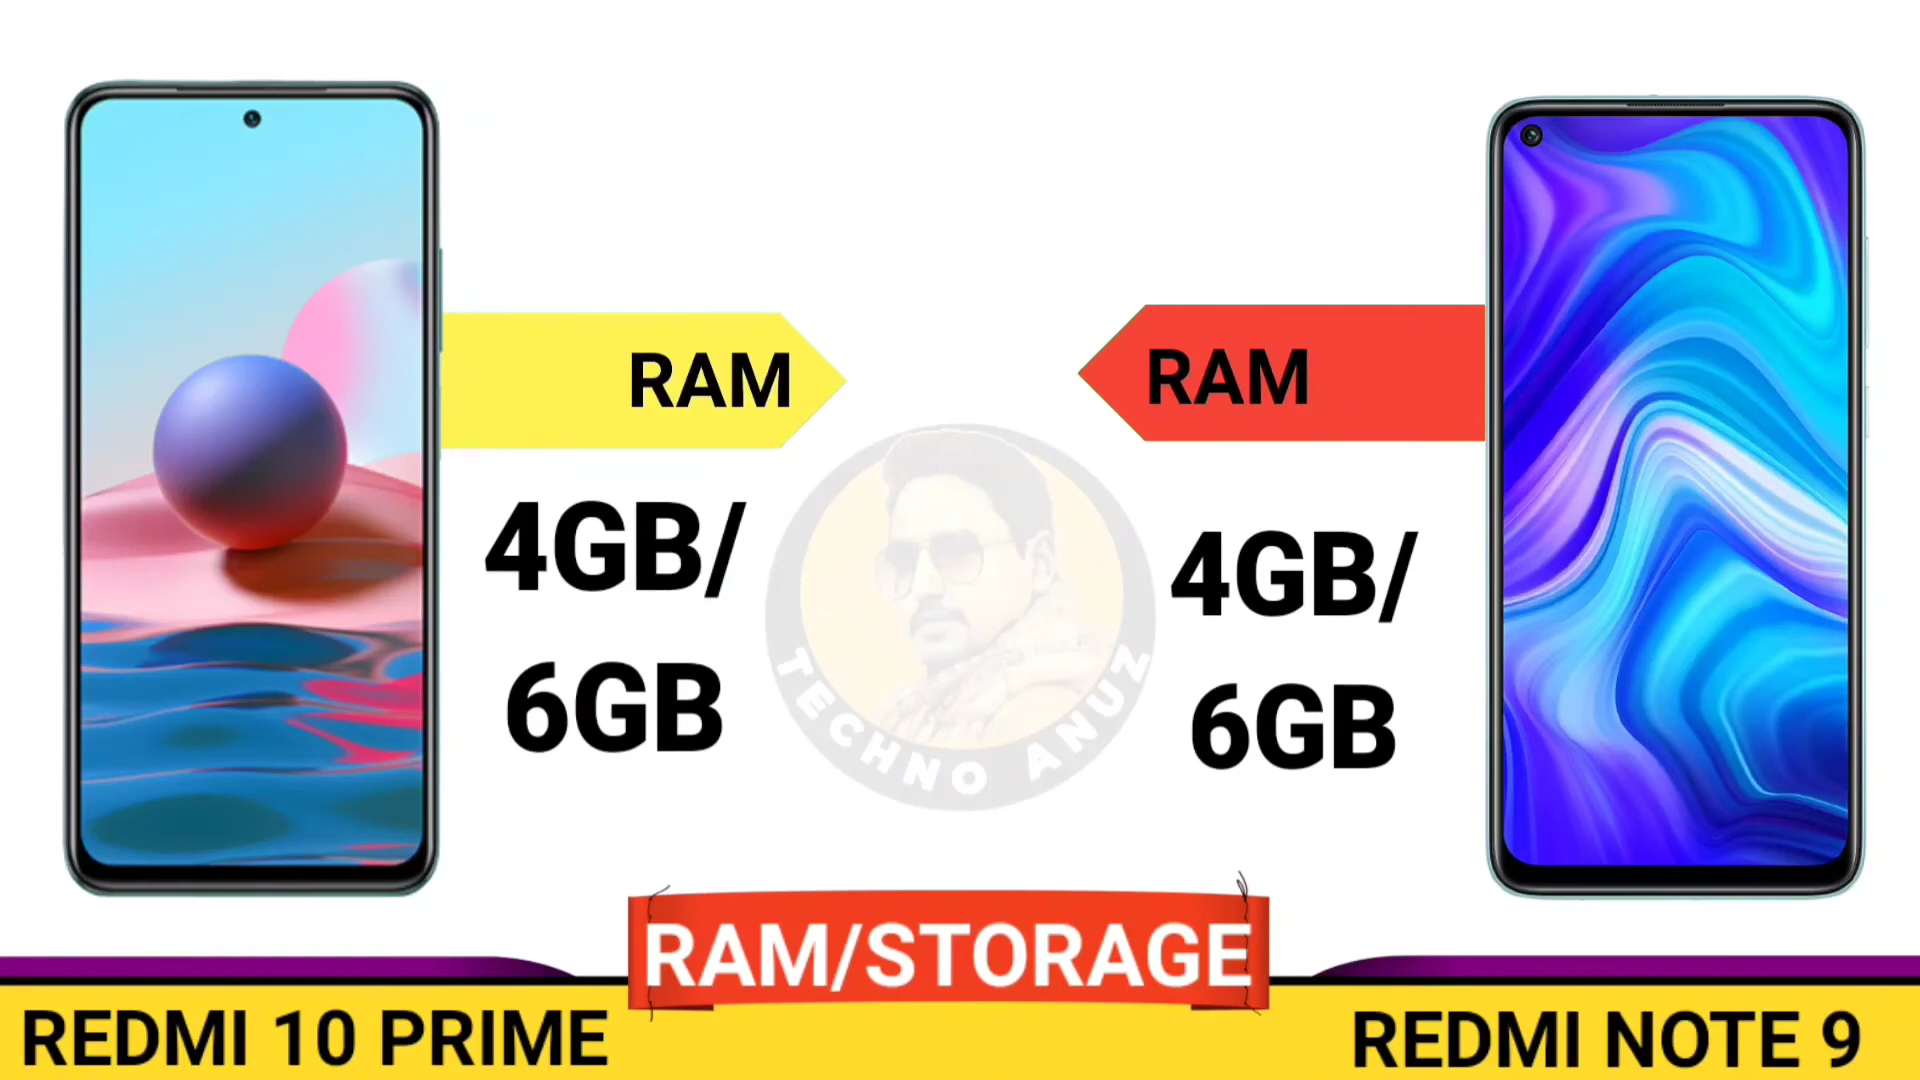 RAM
4GB/
6GB
RAM
4GB/
6GB
TECHNO ANUZ
RAM/STORAGE
REDMI 10 PRIME
REDMI NOTE 9